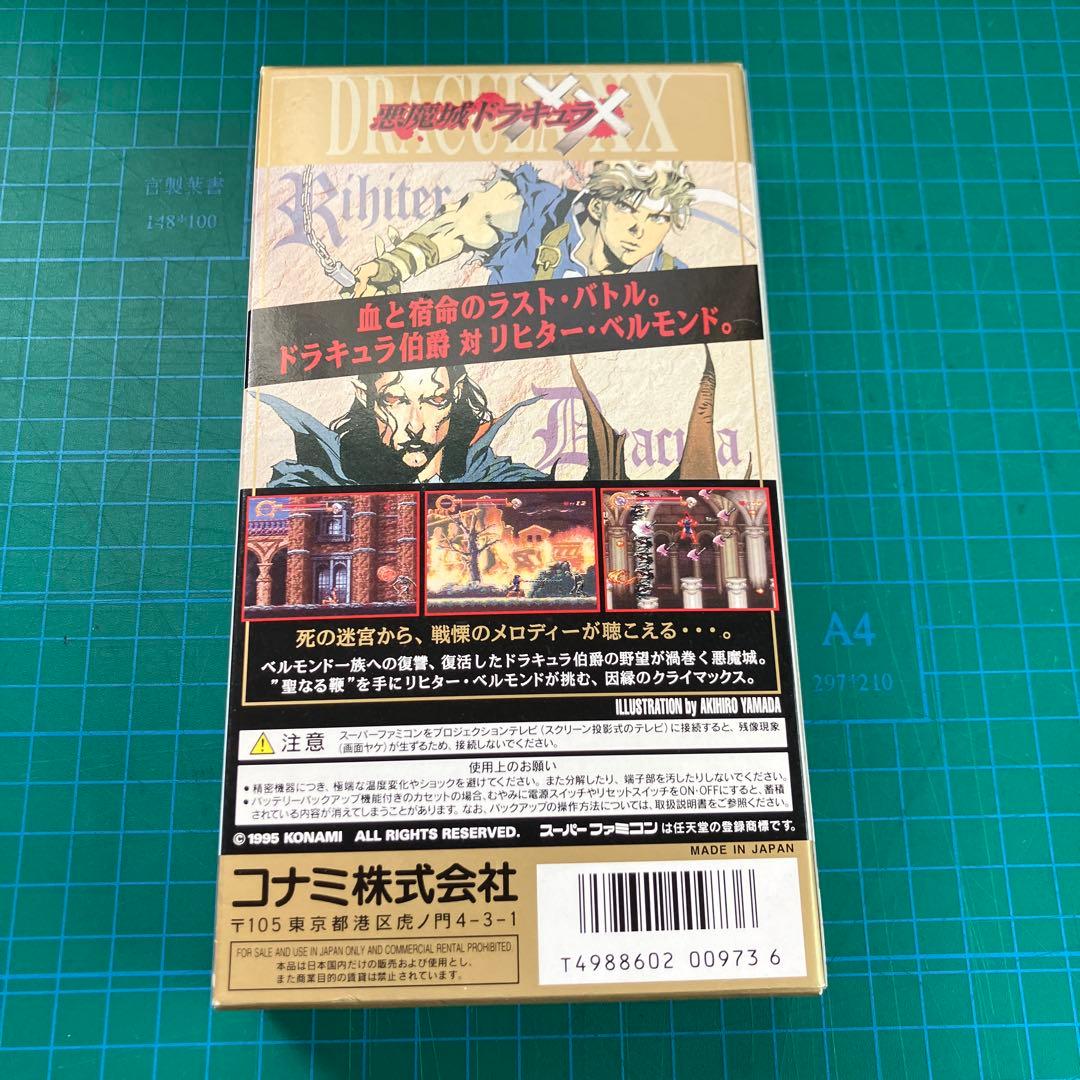 DRACULA XX
悪魔城ドラキュラXX
Rihiter
血と宿命のラスト・バトル。
ドラキュラ伯爵 対 リヒター・ベルモンド。
Dracula
死の迷宮から、戦慄のメロディーが聴こえる・・・。
ベルモンド一族への復讐、復活したドラキュラ伯爵の野望が渦巻く悪魔城。
"聖なる鞭"を手にリヒター・ベルモンドが挑む、因縁のクライマックス。
ILLUSTRATION by AKIHIRO YAMADA
注意
スーパーファミコンをプロジェクションテレビ(スクリーン投影式のテレビ)に接続すると、残像現象
(画面ヤケ)が生ずるため、接続しないでください。
使用上のお願い
●精密機器につき、極端な温度変化やショックを避けてください。また分解したり、端子部を汚したりしないでください。
●バッテリーバックアップ機能付きのカセットの場合、むやみに電源スイッチやリセットスイッチをON・OFFにすると、蓄積
されている内容が消えてしまうことがあります。なお、バックアップの操作方法については、取扱説明書をご参照ください。
©1995 KONAMI ALL RIGHTS RESERVED. スーパーファミコンは任天堂の登録商標です。
MADE IN JAPAN
コナミ株式会社
〒105 東京都港区虎ノ門4-3-1
FOR SALE AND USE IN JAPAN ONLY AND COMMERCIAL RENTAL PROHIBITED.
本品は日本国内だけの販売および使用とし、
また商業目的の賃貸は禁止されています。
T4988602 00973 6
官製葉書
148*100
A4
297*210